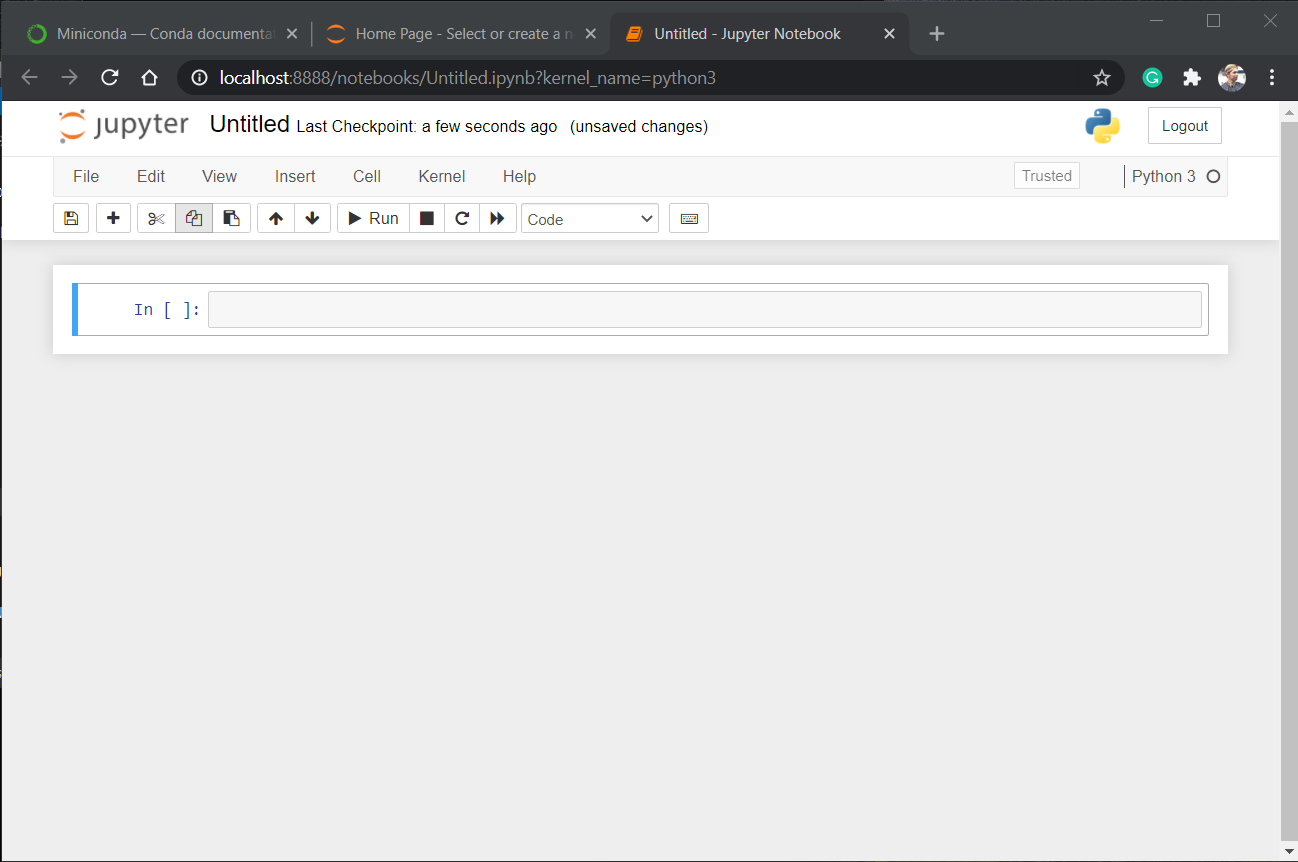 Miniconda — Conda documenta
Home Page - Select or create a n
Untitled - Jupyter Notebook
localhost:8888/notebooks/Untitled.ipynb?kernel_name=python3
jupyter Untitled Last Checkpoint: a few seconds ago (unsaved changes)
Logout
File Edit View Insert Cell Kernel Help
Trusted
Python 3
Run
Code
In [ ]: